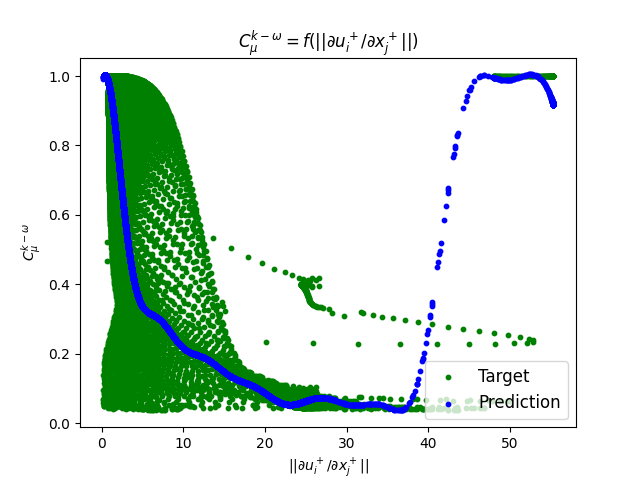 $C_{\mu}^{k-\omega} = f(||\partial u_i^+/\partial x_j^+||)$
1.0
0.8
0.6
0.4
0.2
0.0
$C_{\mu}^{k-\omega}$
Target
Prediction
0 10 20 30 40 50
$||\partial u_i^+/\partial x_j^+||$